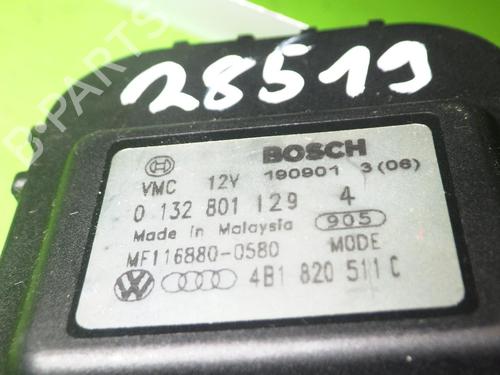 28519
BOSCH
VMC 12V 190901 3(06)
0 132 801 129 4
Made in Malaysia 905
MF116880-0580 MODE
4B1 820 511 C
B-PARTS